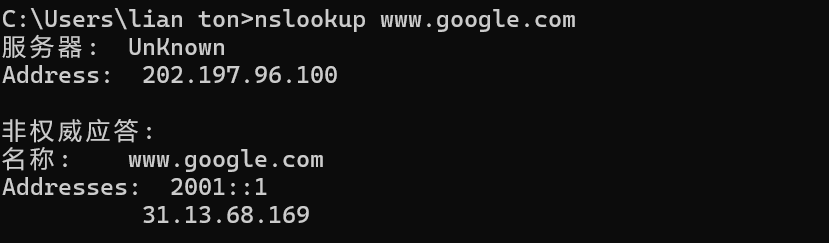 C:\Users\lian ton>nslookup www.google.com
服务器:  UnKnown
Address:  202.197.96.100

非权威应答:
名称:    www.google.com
Addresses:  2001::1
          31.13.68.169